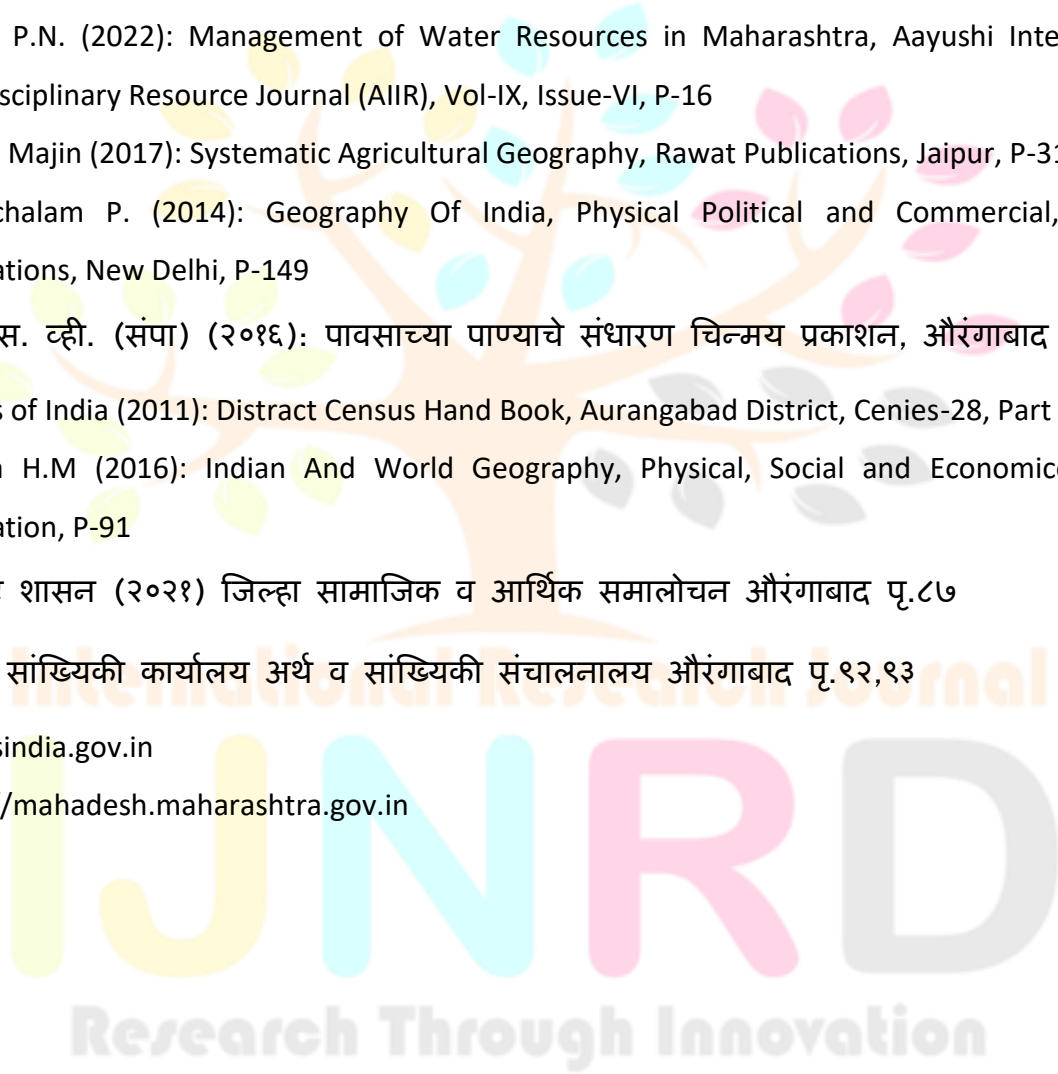 P.N. (2022): Management of Water Resources in Maharashtra, Aayushi Inte
sciplinary Resource Journal (AIIR), Vol-IX, Issue-VI, P-16
Majin (2017): Systematic Agricultural Geography, Rawat Publications, Jaipur, P-31
chalam P. (2014): Geography Of India, Physical Political and Commercial,
ations, New Delhi, P-149
स. व्ही. (संपा) (२०१६): पावसाच्या पाण्याचे संधारण चिन्मय प्रकाशन, औरंगाबाद
s of India (2011): Distract Census Hand Book, Aurangabad District, Cenies-28, Part
H.M (2016): Indian And World Geography, Physical, Social and Economic
ation, P-91
शासन (२०२१) जिल्हा सामाजिक व आर्थिक समालोचन औरंगाबाद पृ.८७
सांख्यिकी कार्यालय अर्थ व सांख्यिकी संचालनालय औरंगाबाद पृ.९२,९३
International Research Journal
sindia.gov.in
//mahadesh.maharashtra.gov.in
IJNRD
Research Through Innovation